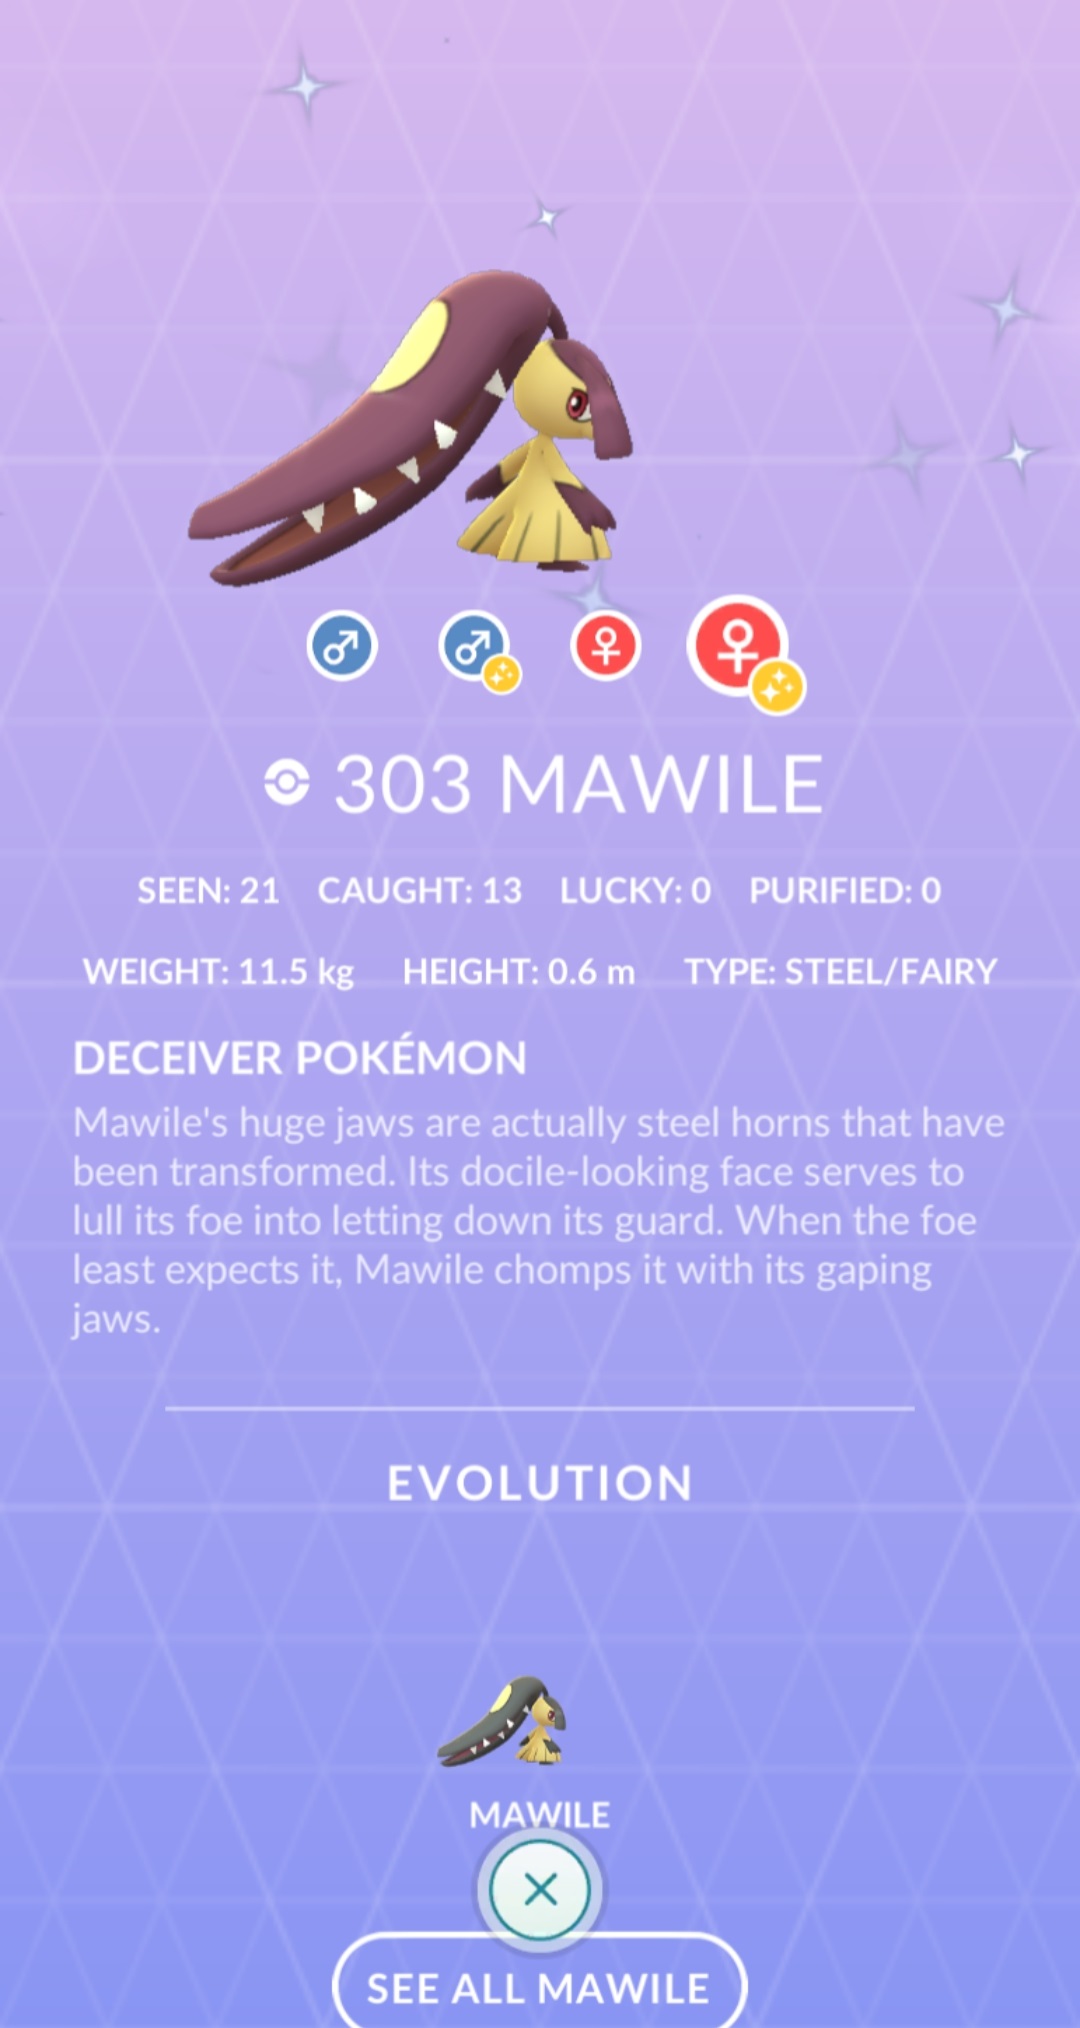 303 MAWILE
SEEN: 21 CAUGHT: 13 LUCKY: 0 PURIFIED: 0
WEIGHT: 11.5 kg HEIGHT: 0.6 m TYPE: STEEL/FAIRY
DECEIVER POKÉMON
Mawile's huge jaws are actually steel horns that have
been transformed. Its docile-looking face serves to
lull its foe into letting down its guard. When the foe
least expects it, Mawile chomps it with its gaping
jaws.
EVOLUTION
MAWILE
SEE ALL MAWILE